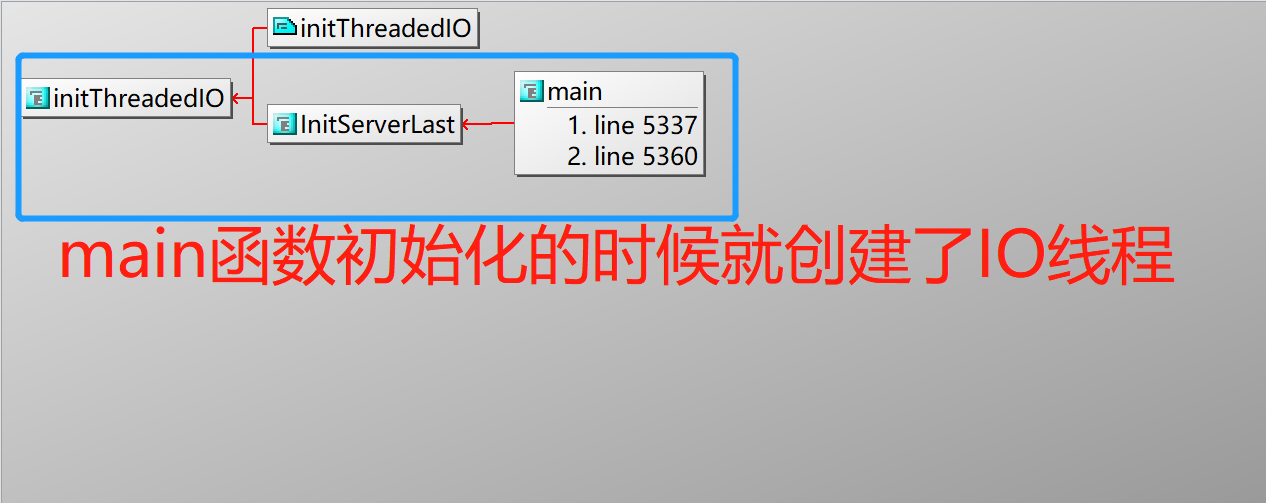 initThreadedIO
initThreadedIO
InitServerLast
main
1. line 5337
2. line 5360
main函数初始化的时候就创建了IO线程